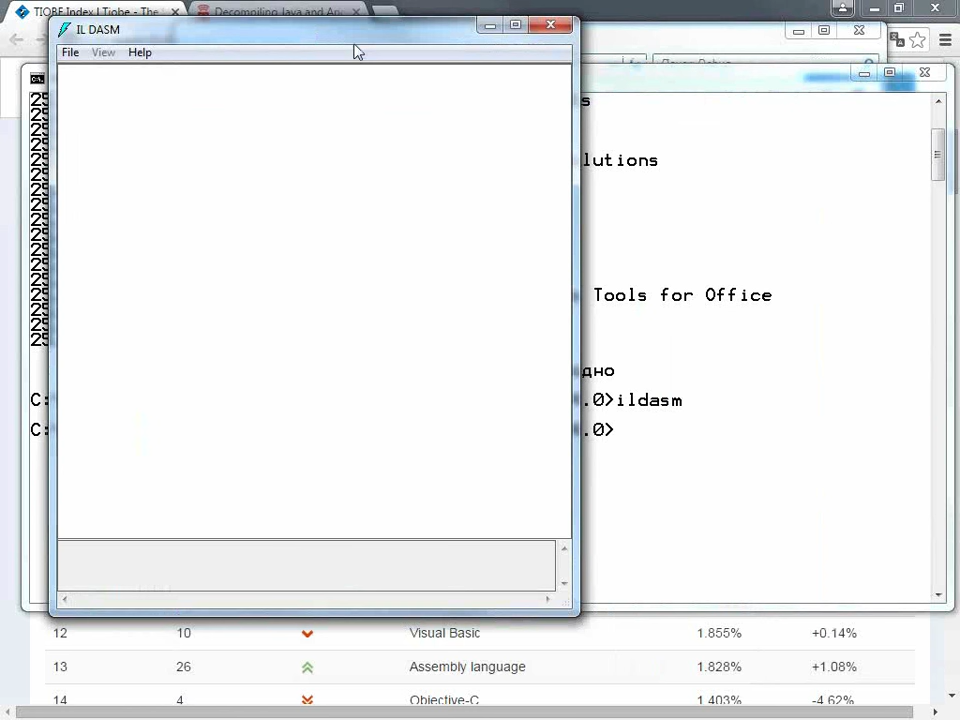 TIOBE Index | Tiobe - The
Decompiling Java and An
IL DASM
File View Help
s
lutions
Tools for Office
дно
C:
.0>ildasm
C:
.0>
12 10 Visual Basic 1.855% +0.14%
13 26 Assembly language 1.828% +1.08%
14 4 Objective-C 1.403% -4.62%